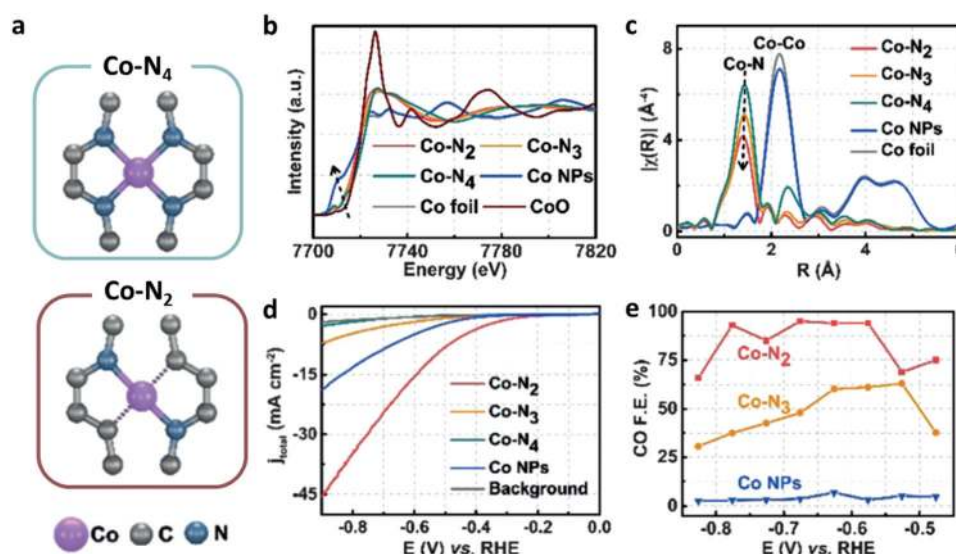 a
Co-N4
Co-N2
Co C N
b
Intensity (a.u.)
Co-N2 Co-N3
Co-N4 Co NPs
Co foil CoO
7700 7740 7780 7820
Energy (eV)
c
|χ(R)| (Å-4)
8
4
0
Co-N
Co-Co
Co-N2
Co-N3
Co-N4
Co NPs
Co foil
0 2 4 6
R (Å)
d
jtotal (mA cm-2)
0
-15
-30
-45
Co-N2
Co-N3
Co-N4
Co NPs
Background
-0.8 -0.6 -0.4 -0.2 0.0
E (V) vs. RHE
e
CO F.E. (%)
100
75
50
25
0
Co-N2
Co-N3
Co NPs
-0.8 -0.7 -0.6 -0.5
E (V) vs. RHE